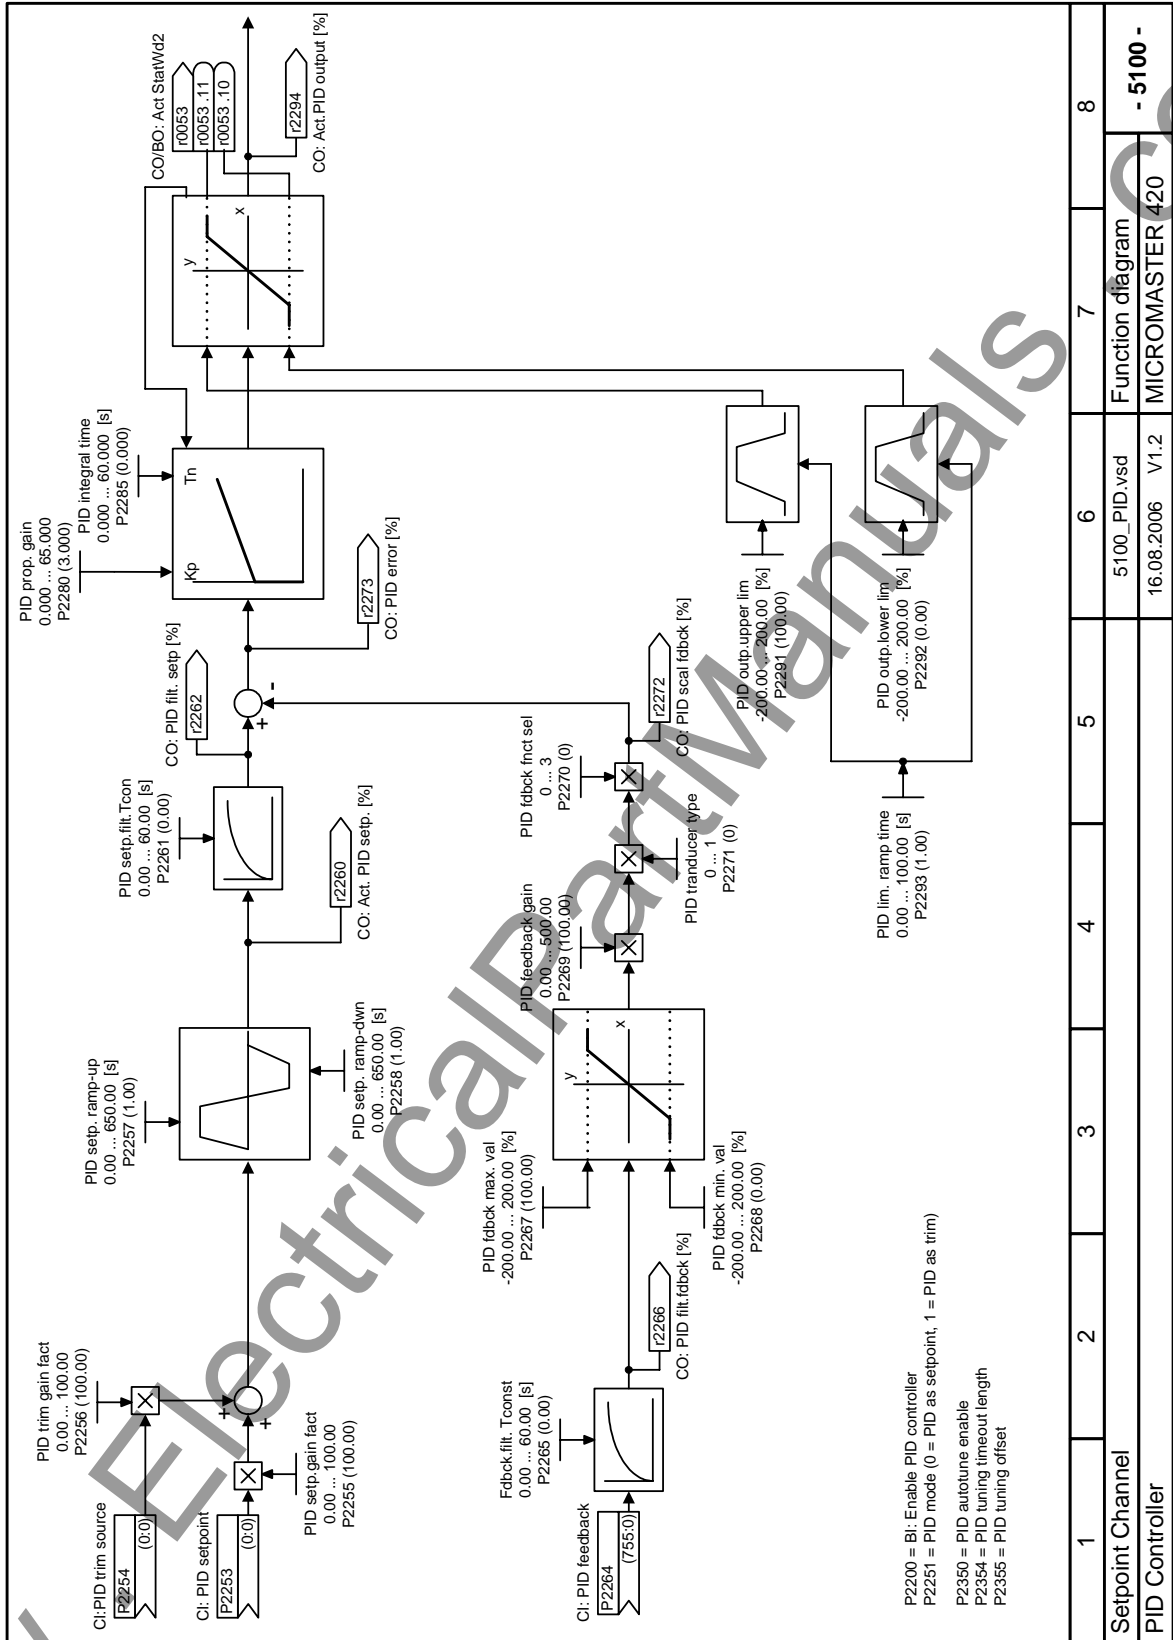 CI:PID trim source
P2254
(0:0)
PID trim gain fact
0.00 ... 100.00
P2256 (100.00)
CI: PID setpoint
P2253
(0:0)
PID setp.gain fact
0.00 ... 100.00
P2255 (100.00)
+
+
PID setp. ramp-up
0.00 ... 650.00 [s]
P2257 (1.00)
PID setp. ramp-dwn
0.00 ... 650.00 [s]
P2258 (1.00)
r2260
CO: Act. PID setp. [%]
PID setp.filt.Tcon
0.00 ... 60.00 [s]
P2261 (0.00)
CO: PID filt. setp [%]
r2262
+
-
r2273
CO: PID error [%]
PID prop. gain
0.000 ... 65.000
P2280 (3.000)
PID integral time
0.000 ... 60.000 [s]
P2285 (0.000)
Kp
Tn
y
x
CO/BO: Act StatWd2
r0053
r0053 .11
r0053 .10
r2294
CO: Act.PID output [%]
CI: PID feedback
P2264
(755:0)
Fdbck.filt. Tconst
0.00 ... 60.00 [s]
P2265 (0.00)
r2266
CO: PID filt.fdbck [%]
PID fdbck max. val
-200.00 ... 200.00 [%]
P2267 (100.00)
PID fdbck min. val
-200.00 ... 200.00 [%]
P2268 (0.00)
y
x
PID feedback gain
0.00 ... 500.00
P2269 (100.00)
PID tranducer type
0 ... 1
P2271 (0)
PID fdbck fnct sel
0 ... 3
P2270 (0)
r2272
CO: PID scal fdbck [%]
PID outp.upper lim
-200.00 ... 200.00 [%]
P2291 (100.00)
PID outp.lower lim
-200.00 ... 200.00 [%]
P2292 (0.00)
PID lim. ramp time
0.00 ... 100.00 [s]
P2293 (1.00)
P2200 = BI: Enable PID controller
P2251 = PID mode (0 = PID as setpoint, 1 = PID as trim)
P2350 = PID autotune enable
P2354 = PID tuning timeout length
P2355 = PID tuning offset
1 2 3 4 5 6 7 8
Setpoint Channel
5100_PID.vsd
Function diagram
- 5100 -
PID Controller
16.08.2006 V1.2
MICROMASTER 420
. ElectricalPartManuals . co